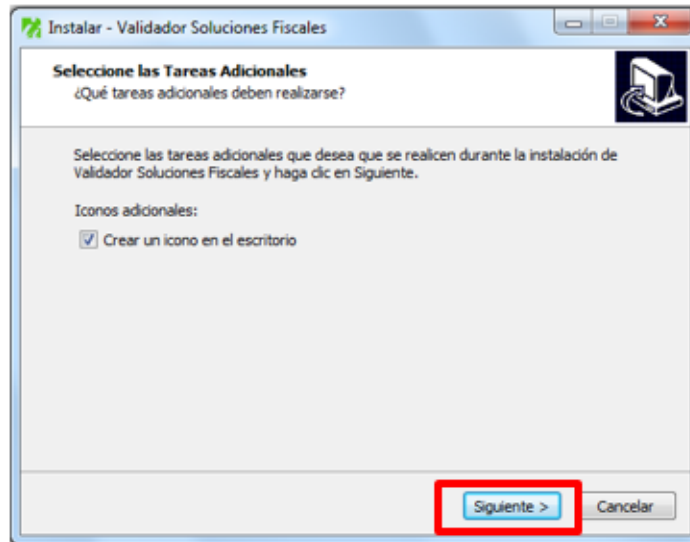 Instalar - Validador Soluciones Fiscales
Seleccione las Tareas Adicionales
¿Qué tareas adicionales deben realizarse?
Seleccione las tareas adicionales que desea que se realicen durante la instalación de
Validador Soluciones Fiscales y haga clic en Siguiente.
Iconos adicionales:
Crear un icono en el escritorio
Siguiente >
Cancelar